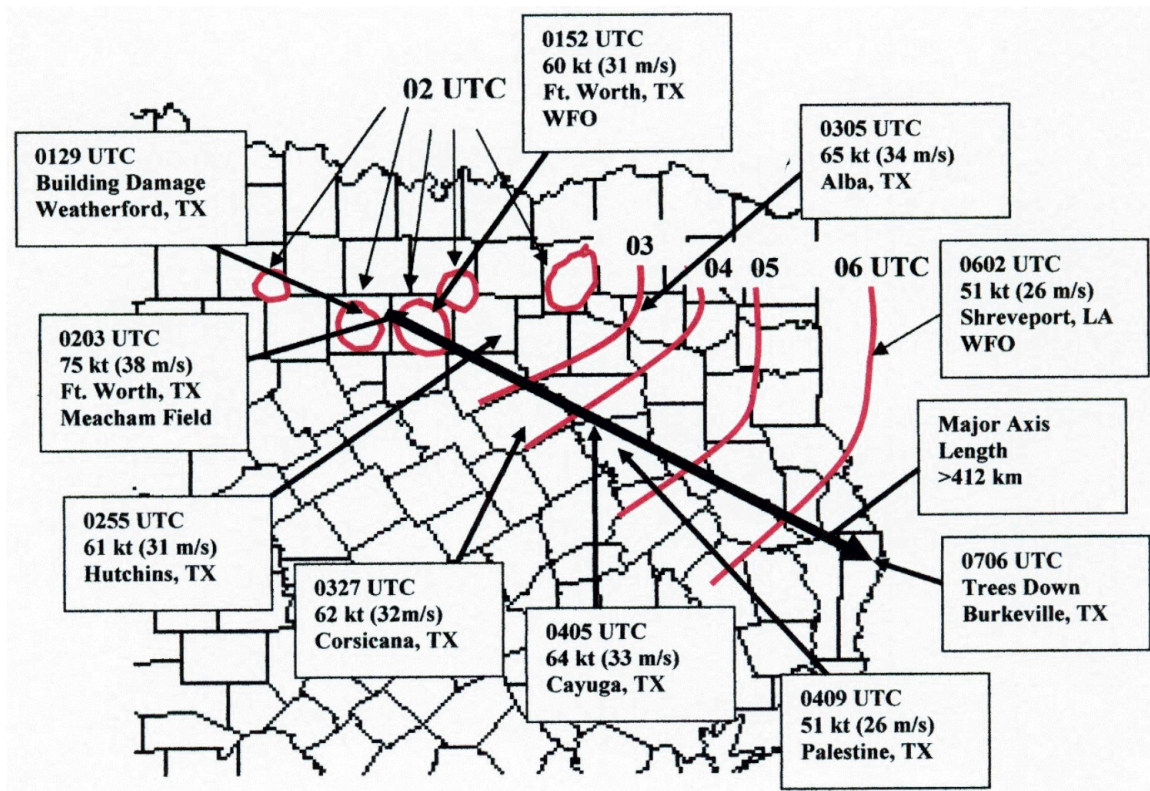 0152 UTC
60 kt (31 m/s)
Ft. Worth, TX
WFO
02 UTC
0305 UTC
65 kt (34 m/s)
Alba, TX
0129 UTC
Building Damage
Weatherford, TX
03
04
05
06 UTC
0602 UTC
51 kt (26 m/s)
Shreveport, LA
WFO
0203 UTC
75 kt (38 m/s)
Ft. Worth, TX
Meacham Field
Major Axis
Length
>412 km
0255 UTC
61 kt (31 m/s)
Hutchins, TX
0327 UTC
62 kt (32m/s)
Corsicana, TX
0405 UTC
64 kt (33 m/s)
Cayuga, TX
0706 UTC
Trees Down
Burkeville, TX
0409 UTC
51 kt (26 m/s)
Palestine, TX